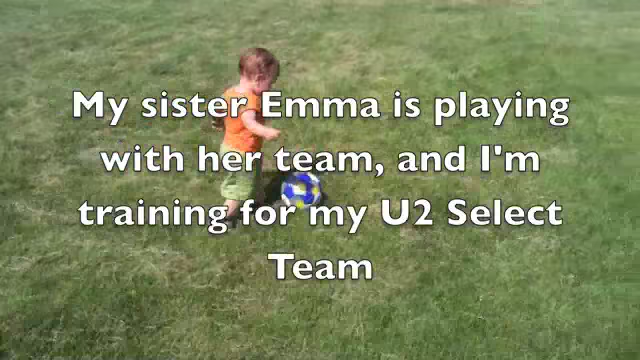 My sister Emma is playing
with her team, and I'm
training for my U2 Select
Team